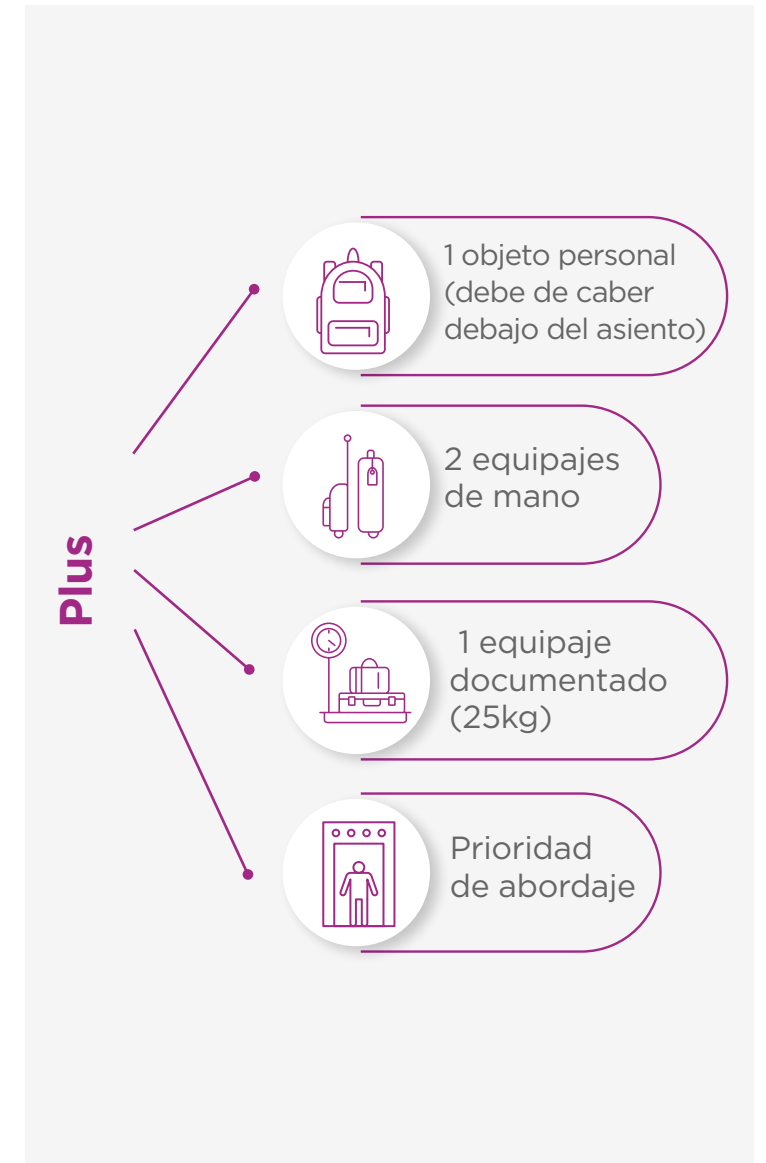 Plus
1 objeto personal
(debe de caber
debajo del asiento)
2 equipajes
de mano
1 equipaje
documentado
(25kg)
Prioridad
de abordaje